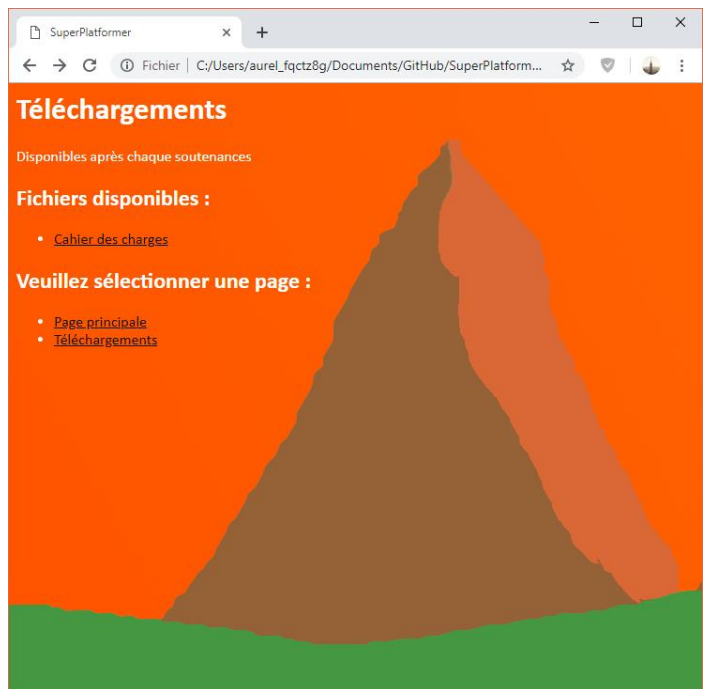 SuperPlatformer
Fichier | C:/Users/aurel_fqctz8g/Documents/GitHub/SuperPlatform...
Téléchargements
Disponibles après chaque soutenances
Fichiers disponibles :
• Cahier des charges
Veuillez sélectionner une page :
• Page principale
• Téléchargements